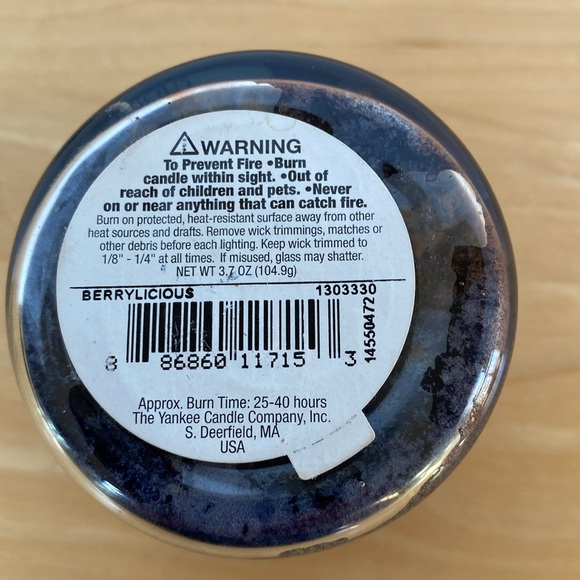 WARNING
To Prevent Fire •Burn
candle within sight. •Out of
reach of children and pets. •Never
on or near anything that can catch fire.
Burn on protected, heat-resistant surface away from other
heat sources and drafts. Remove wick trimmings, matches or
other debris before each lighting. Keep wick trimmed to
1/8" - 1/4" at all times. If misused, glass may shatter.
NET WT 3.7 OZ (104.9g)
BERRYLICIOUS 1303330
8 86860 11715 3
14550472
Approx. Burn Time: 25-40 hours
The Yankee Candle Company, Inc.
S. Deerfield, MA
USA